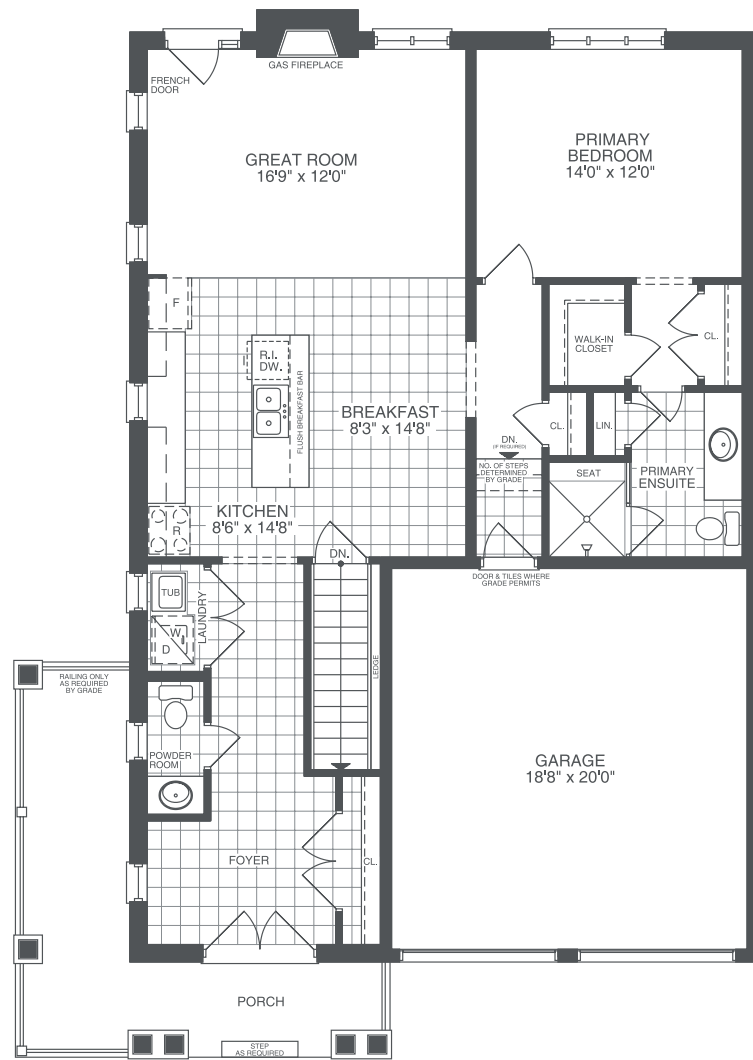 GAS FIREPLACE
FRENCH
DOOR
GREAT ROOM
16'9" x 12'0"
PRIMARY
BEDROOM
14'0" x 12'0"
F
R.I.
DW.
FLUSH BREAKFAST BAR
BREAKFAST
8'3" x 14'8"
KITCHEN
8'6" x 14'8"
R
WALK-IN
CLOSET
CL.
CL.
LIN.
DN.
(IF REQUIRED)
NO. OF STEPS
DETERMINED
BY GRADE
SEAT
PRIMARY
ENSUITE
DOOR & TILES WHERE
GRADE PERMITS
DN.
TUB
W
D
LAUNDRY
LEDGE
RAILING ONLY
AS REQUIRED
BY GRADE
POWDER
ROOM
GARAGE
18'8" x 20'0"
FOYER
CL.
PORCH
STEP
AS REQUIRED